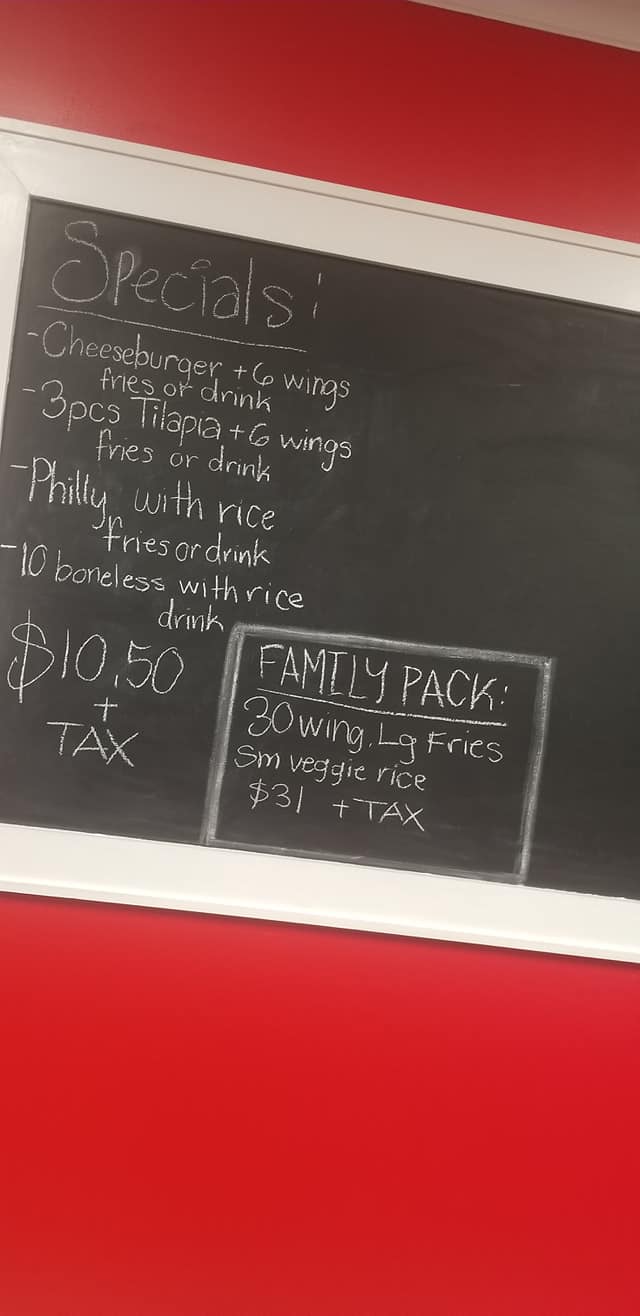 Specials:
-Cheeseburger + 6 wings
fries or drink
-3pcs Tilapia + 6 wings
fries or drink
-Philly with rice
fries or drink
-10 boneless with rice
drink
$10.50
+
TAX
FAMILY PACK:
30 wing, Lg Fries
Sm veggie rice
$31 + TAX